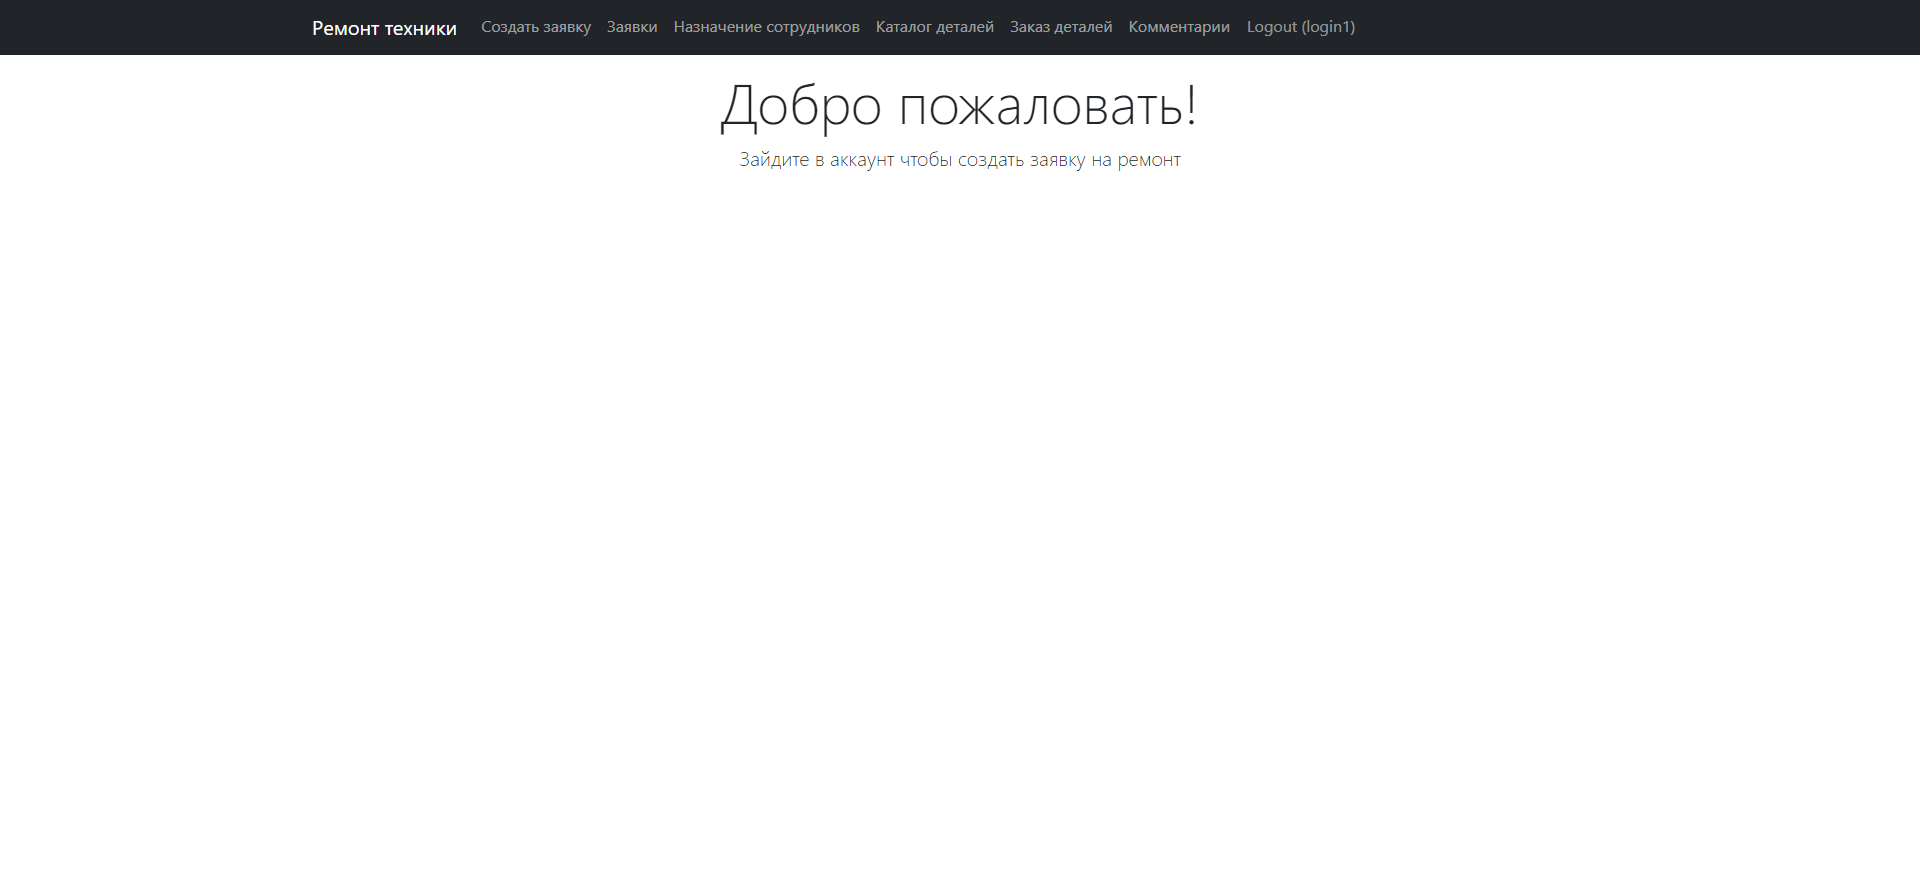 Ремонт техники Создать заявку Заявки Назначение сотрудников Каталог деталей Заказ деталей Комментарии Logout (login1)
Добро пожаловать!
Зайдите в аккаунт чтобы создать заявку на ремонт